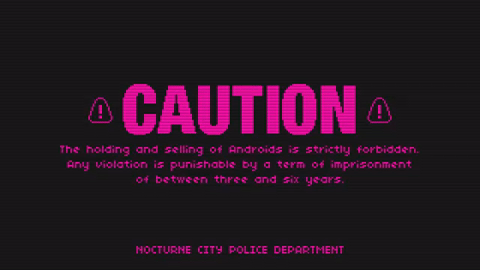 CAUTION
The holding and selling of Androids is strictly forbidden.
Any violation is punishable by a term of imprisonment
of between three and six years.
NOCTURNE CITY POLICE DEPARTMENT